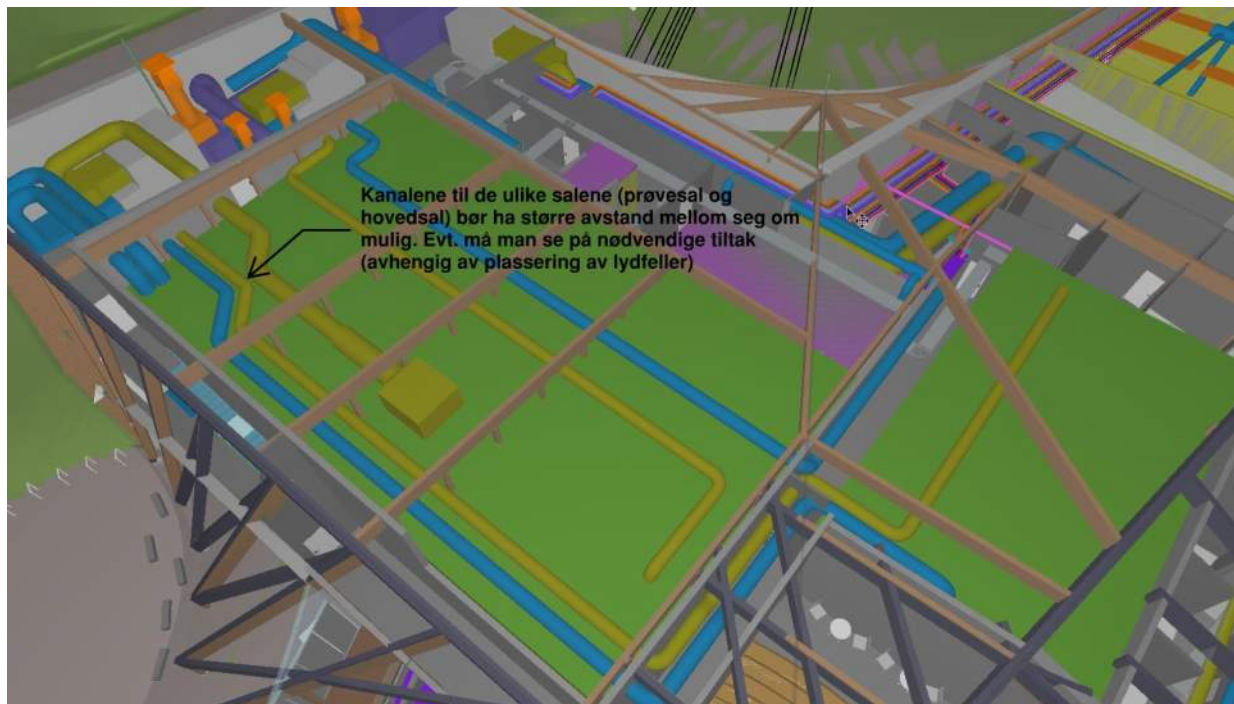 Kanalene til de ulike salene (prøvesal og
hovedsal) bør ha større avstand mellom seg om
mulig. Evt. må man se på nødvendige tiltak
(avhengig av plassering av lydfeller)